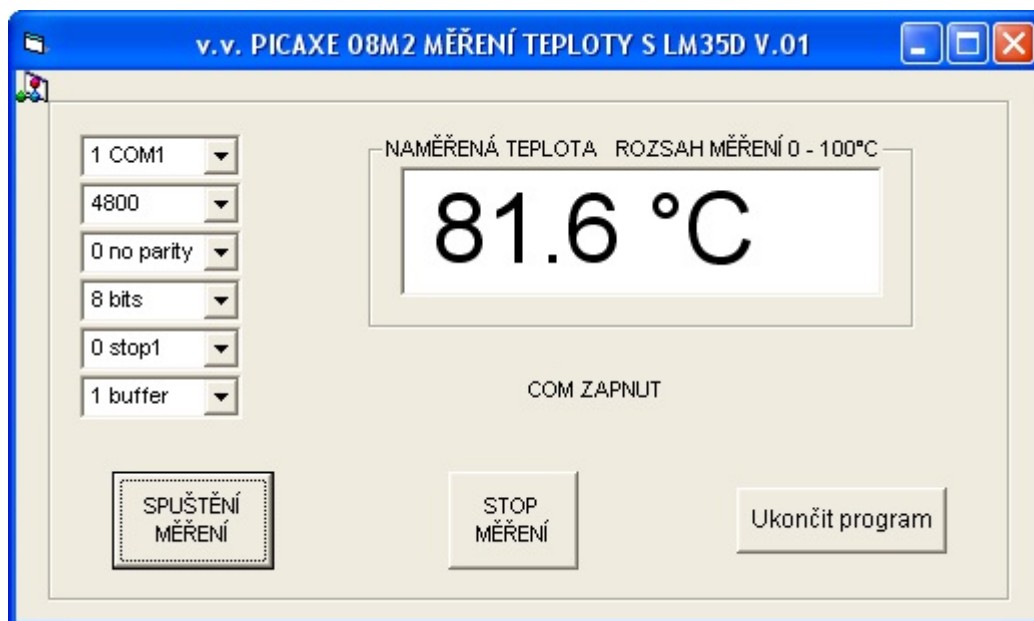 v.v. PICAXE 08M2 MĚŘENÍ TEPLOTY S LM35D V.01
1 COM1
4800
0 no parity
8 bits
0 stop1
1 buffer
NAMĚŘENÁ TEPLOTA ROZSAH MĚŘENÍ 0 - 100°C
81.6 °C
COM ZAPNUT
SPUŠTĚNÍ
MĚŘENÍ
STOP
MĚŘENÍ
Ukončit program